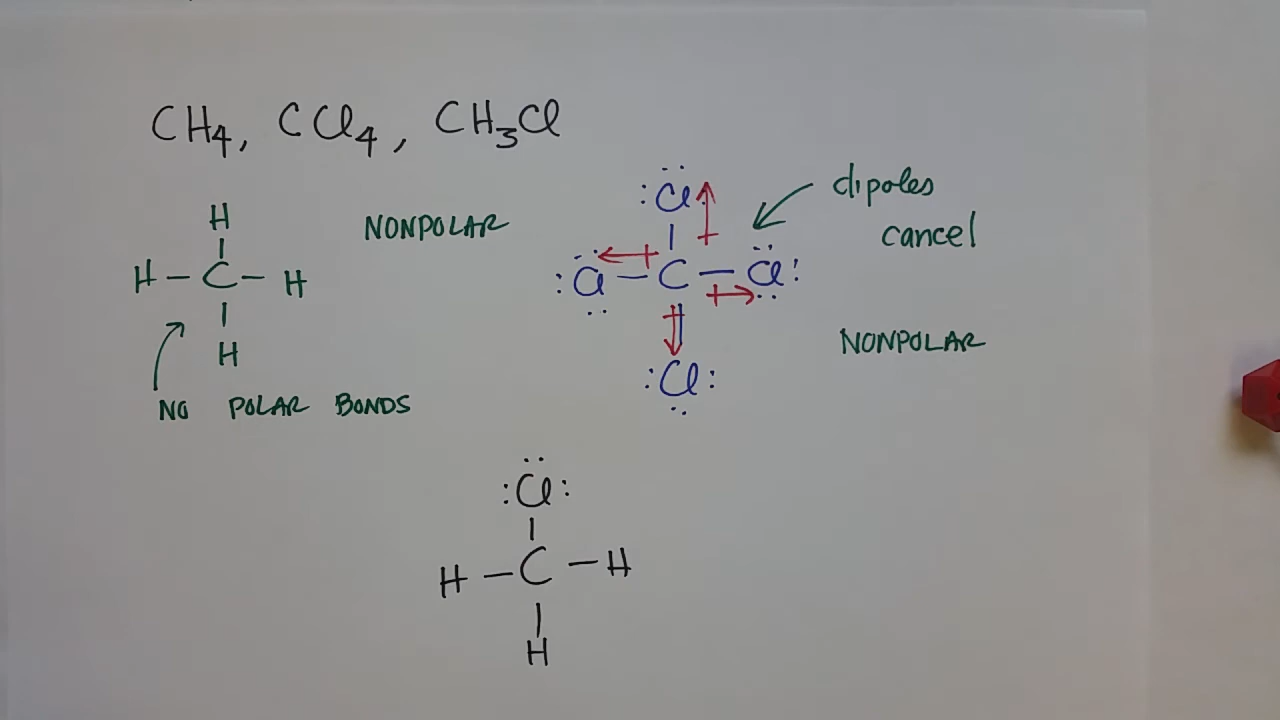 CH4, CCl4, CH3Cl
H
H – C – H
H
NONPOLAR
NO POLAR BONDS
:Cl:
:Cl – C – Cl:
:Cl:
dipoles
cancel
NONPOLAR
:Cl:
H – C – H
H